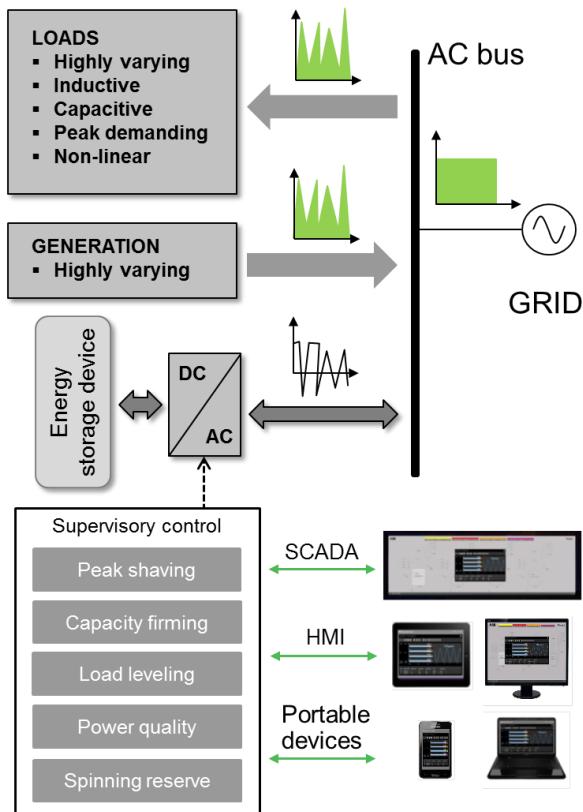 LOADS
▪ Highly varying
▪ Inductive
▪ Capacitive
▪ Peak demanding
▪ Non-linear
AC bus
GENERATION
▪ Highly varying
GRID
Energy
storage device
DC
AC
Supervisory control
Peak shaving
Capacity firming
Load leveling
Power quality
Spinning reserve
SCADA
HMI
Portable
devices